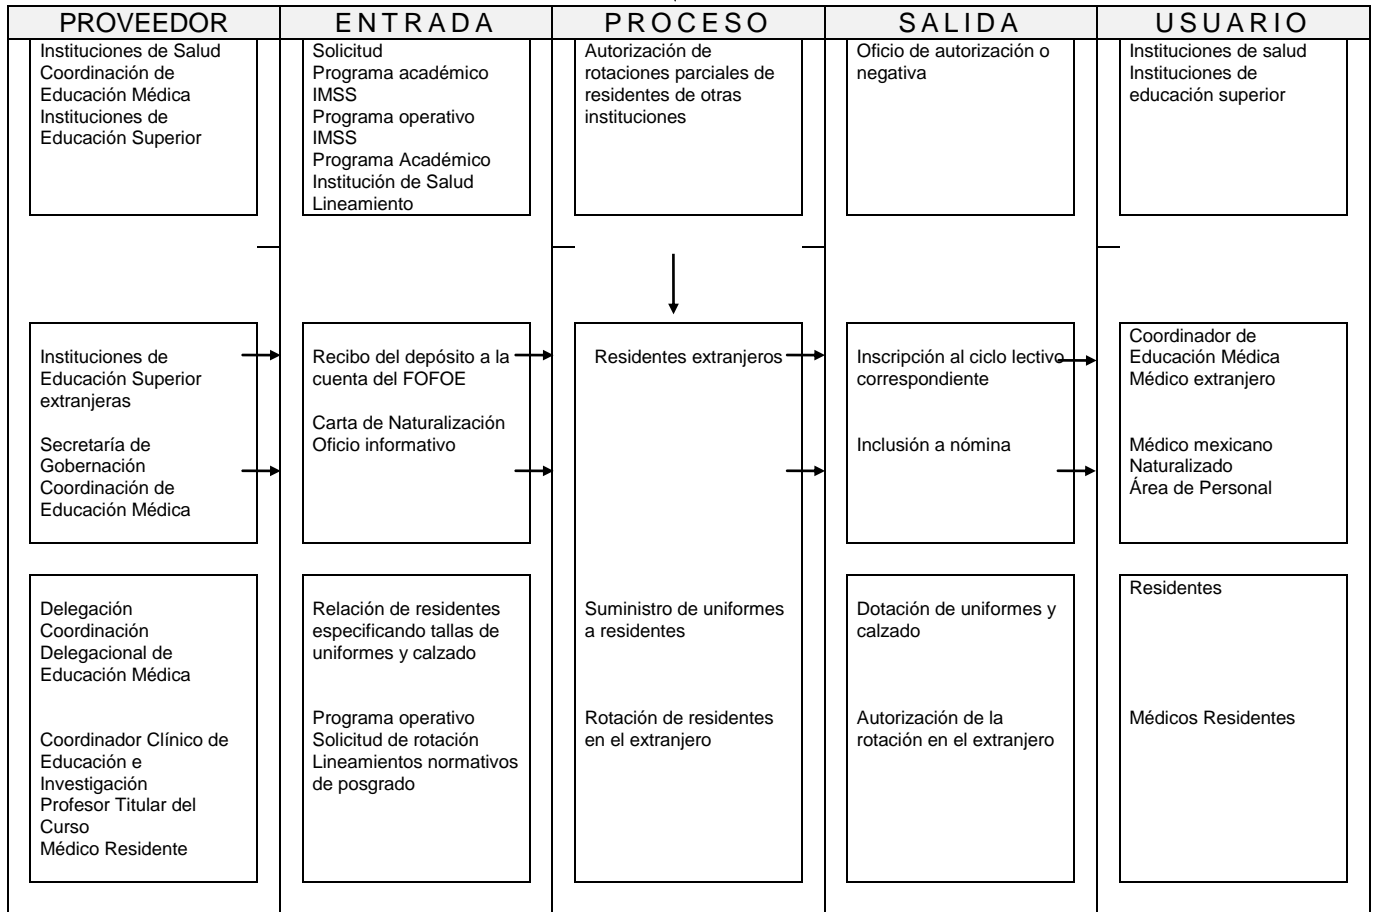 PROVEEDOR
ENTRADA
PROCESO
SALIDA
USUARIO
Instituciones de Salud
Coordinación de
Educación Médica
Instituciones de
Educación Superior
Solicitud
Programa académico
IMSS
Programa operativo
IMSS
Programa Académico
Institución de Salud
Lineamiento
Autorización de
rotaciones parciales de
residentes de otras
instituciones
Oficio de autorización o
negativa
Instituciones de salud
Instituciones de
educación superior
Instituciones de
Educación Superior
extranjeras
Secretaría de
Gobernación
Coordinación de
Educación Médica
Recibo del depósito a la
cuenta del FOFOE
Carta de Naturalización
Oficio informativo
Residentes extranjeros
Inscripción al ciclo lectivo
correspondiente
Inclusión a nómina
Coordinador de
Educación Médica
Médico extranjero
Médico mexicano
Naturalizado
Área de Personal
Delegación
Coordinación
Delegacional de
Educación Médica
Coordinador Clínico de
Educación e
Investigación
Profesor Titular del
Curso
Médico Residente
Relación de residentes
especificando tallas de
uniformes y calzado
Programa operativo
Solicitud de rotación
Lineamientos normativos
de posgrado
Suministro de uniformes
a residentes
Rotación de residentes
en el extranjero
Dotación de uniformes y
calzado
Autorización de la
rotación en el extranjero
Residentes
Médicos Residentes